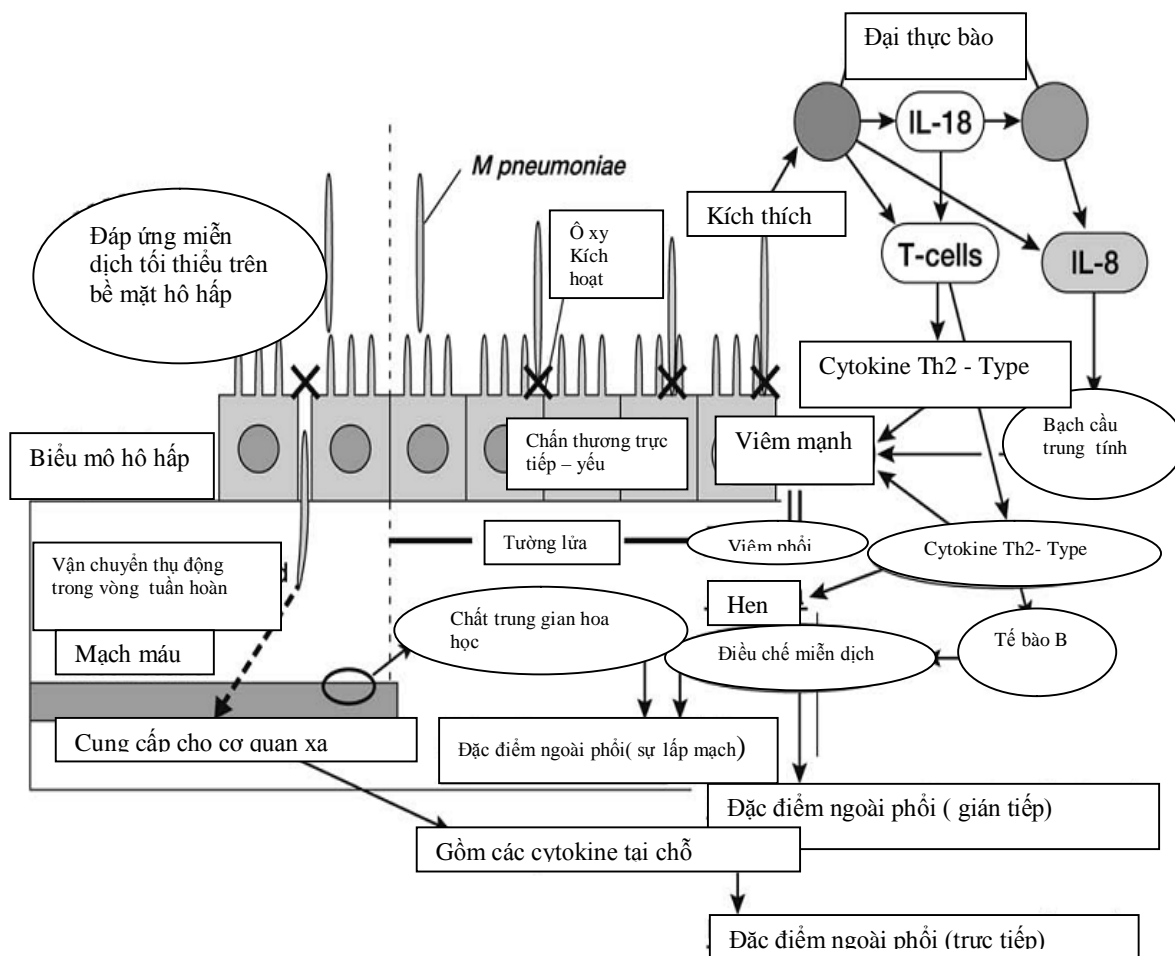 Đại thực bào
IL-18
M pneumoniae
Kích thích
Đáp ứng miễn
dịch tối thiểu trên
bề mặt hô hấp
Ô xy
Kích
hoạt
T-cells
IL-8
Cytokine Th2 - Type
Bạch cầu
trung tính
Biểu mô hô hấp
Chấn thương trực
tiếp – yếu
Viêm mạnh
Tường lửa
Viêm phổi
Cytokine Th2- Type
Vận chuyển thụ động
trong vòng tuần hoàn
Hen
Chất trung gian hoa
học
Tế bào B
Mạch máu
Điều chế miễn dịch
Cung cấp cho cơ quan xa
Đặc điểm ngoài phổi( sự lấp mạch)
Đặc điểm ngoài phổi ( gián tiếp)
Gồm các cytokine tại chỗ
Đặc điểm ngoài phổi (trực tiếp)